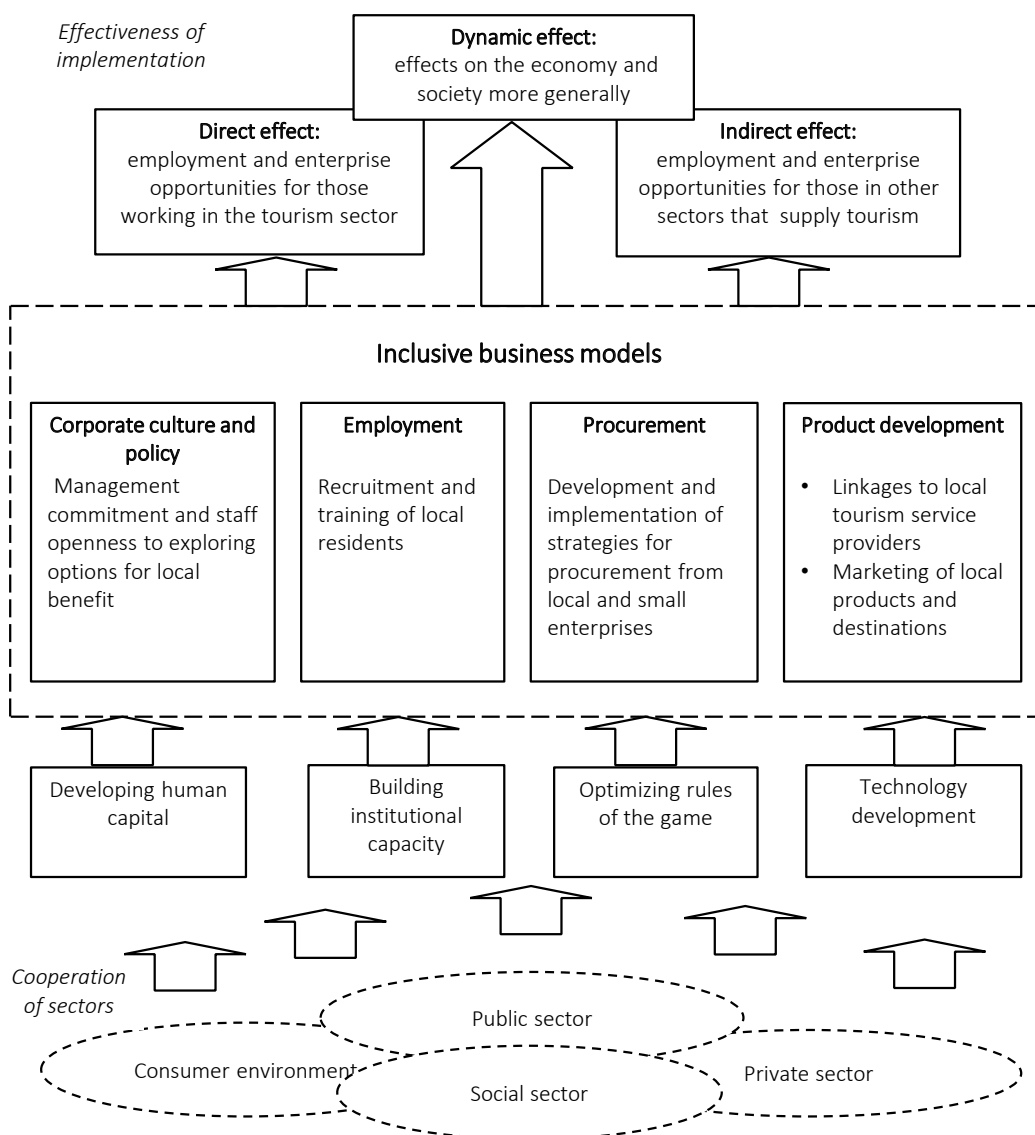 Effectiveness of
implementation
Dynamic effect:
effects on the economy and
society more generally
Direct effect:
employment and enterprise
opportunities for those
working in the tourism sector
Indirect effect:
employment and enterprise
opportunities for those in other
sectors that supply tourism
Inclusive business models
Corporate culture and
policy
Management
commitment and staff
openness to exploring
options for local
benefit
Employment
Recruitment and
training of local
residents
Procurement
Development and
implementation of
strategies for
procurement from
local and small
enterprises
Product development
• Linkages to local
tourism service
providers
• Marketing of local
products and
destinations
Developing human
capital
Building
institutional
capacity
Optimizing rules
of the game
Technology
development
Cooperation
of sectors
Public sector
Consumer environment
Private sector
Social sector